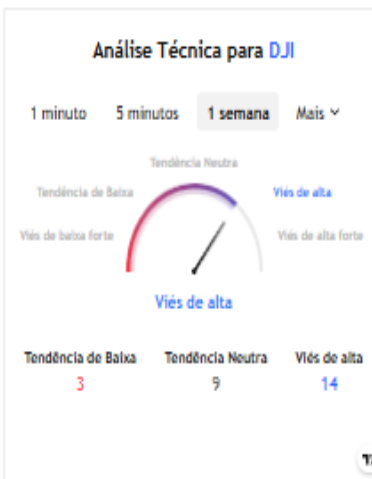 Análise Técnica para DJI
1 minuto 5 minutos 1 semana Mais
Tendência Neutra
Tendência de Baixa Viés de alta
Viés de baixa forte Viés de alta forte
Viés de alta
Tendência de Baixa Tendência Neutra Viés de alta
3 9 14